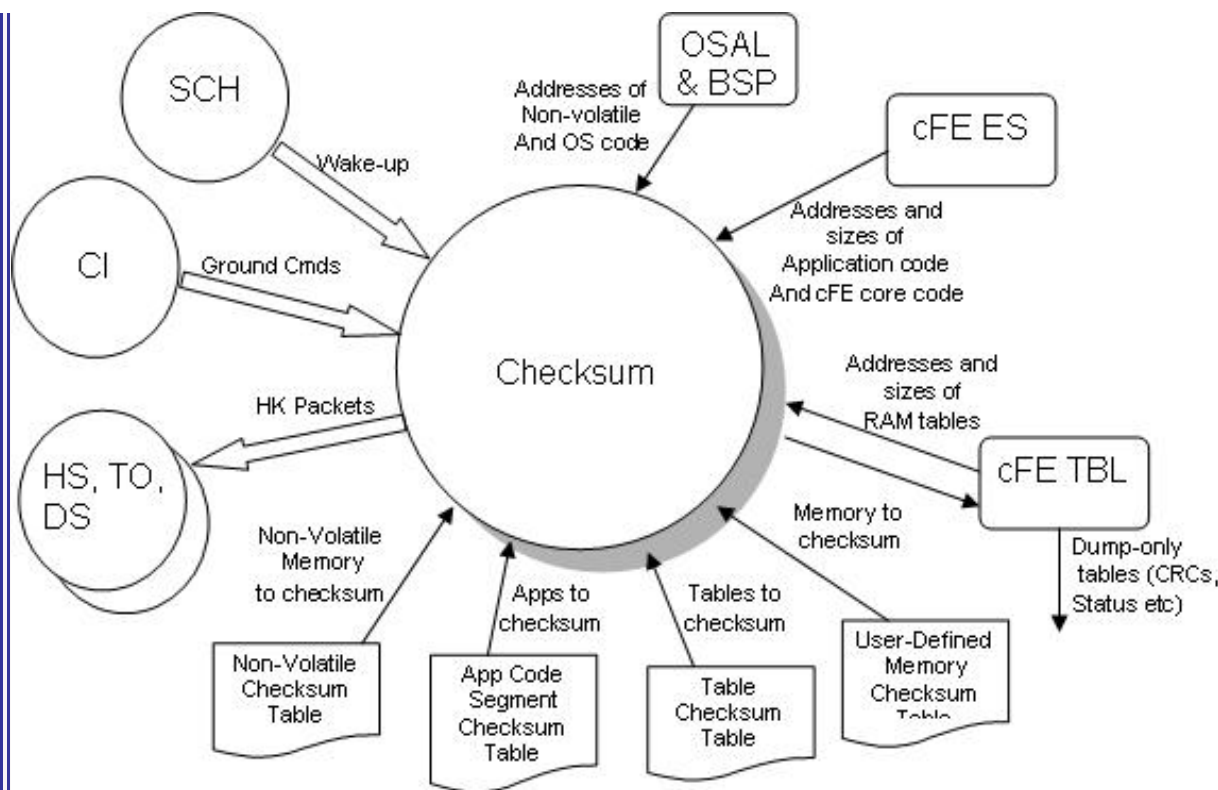 SCH
OSAL
& BSP
Addresses of
Non-volatile
And OS code
cFE ES
Wake-up
Addresses and
sizes of
Application code
And cFE core code
CI
Ground Cmds
Checksum
Addresses and
sizes of
RAM tables
HK Packets
cFE TBL
HS, TO,
DS
Non-Volatile
Memory
to checksum
Apps to
checksum
Tables to
checksum
Memory to
checksum
Dump-only
tables (CRCs,
Status etc)
Non-Volatile
Checksum
Table
App Code
Segment
Checksum
Table
Table
Checksum
Table
User-Defined
Memory
Checksum
Table